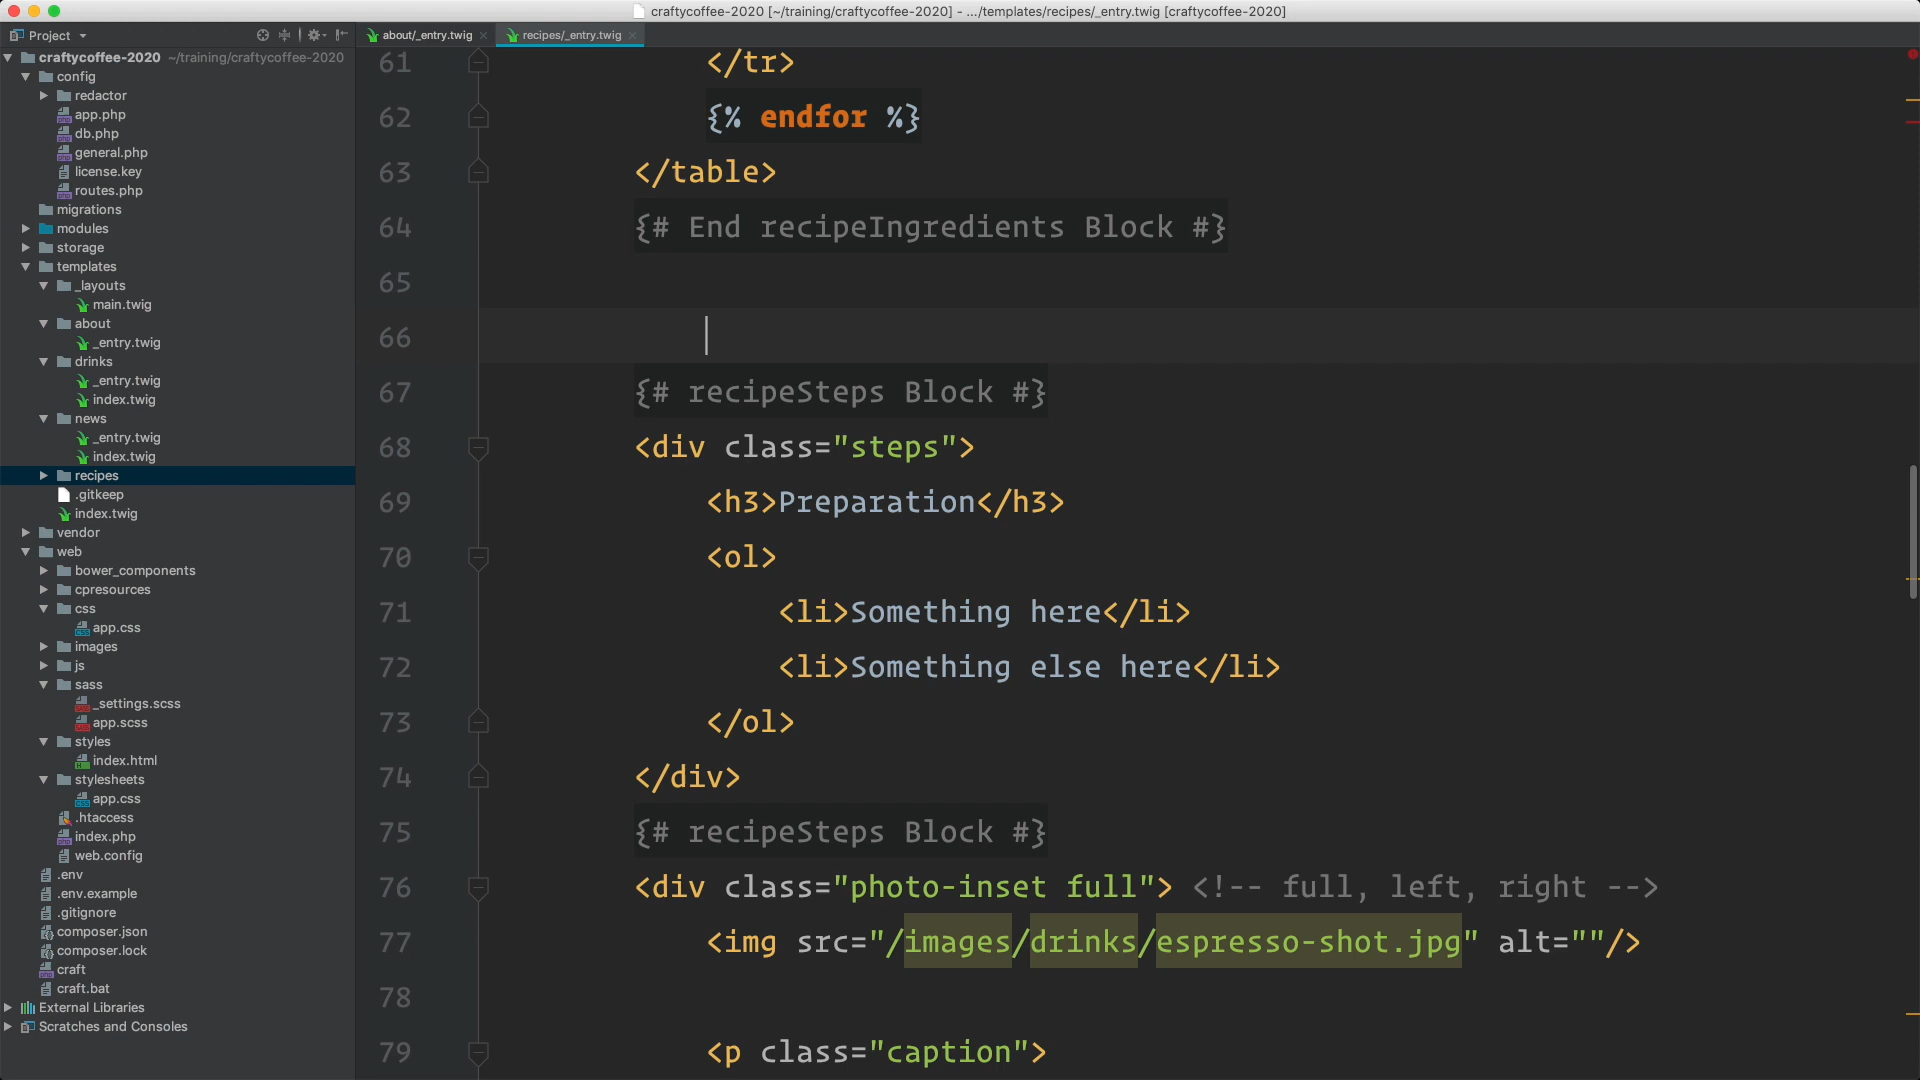 craftycoffee-2020 [~/training/craftycoffee-2020] - .../templates/recipes/_entry.twig [craftycoffee-2020]
Project
about/_entry.twig
recipes/_entry.twig
craftycoffee-2020 ~/training/craftycoffee-2020
config
redactor
app.php
db.php
general.php
license.key
routes.php
migrations
modules
storage
templates
_layouts
main.twig
about
_entry.twig
drinks
_entry.twig
index.twig
news
_entry.twig
index.twig
recipes
.gitkeep
index.twig
vendor
web
bower_components
cpresources
css
app.css
images
js
sass
_settings.scss
app.scss
styles
index.html
stylesheets
app.css
.htaccess
index.php
web.config
.env
.env.example
.gitignore
composer.json
composer.lock
craft
craft.bat
External Libraries
Scratches and Consoles
61 </tr>
62 {% endfor %}
63 </table>
64 {# End recipeIngredients Block #}
65
66
67 {# recipeSteps Block #}
68 <div class="steps">
69 <h3>Preparation</h3>
70 <ol>
71 <li>Something here</li>
72 <li>Something else here</li>
73 </ol>
74 </div>
75 {# recipeSteps Block #}
76 <div class="photo-inset full"> <!-- full, left, right -->
77 <img src="/images/drinks/espresso-shot.jpg" alt=""/>
78
79 <p class="caption">